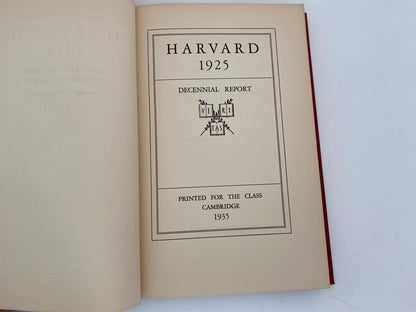 HARVARD
1925
DECENNIAL REPORT
VE RI
TAS
PRINTED FOR THE CLASS
CAMBRIDGE
1935